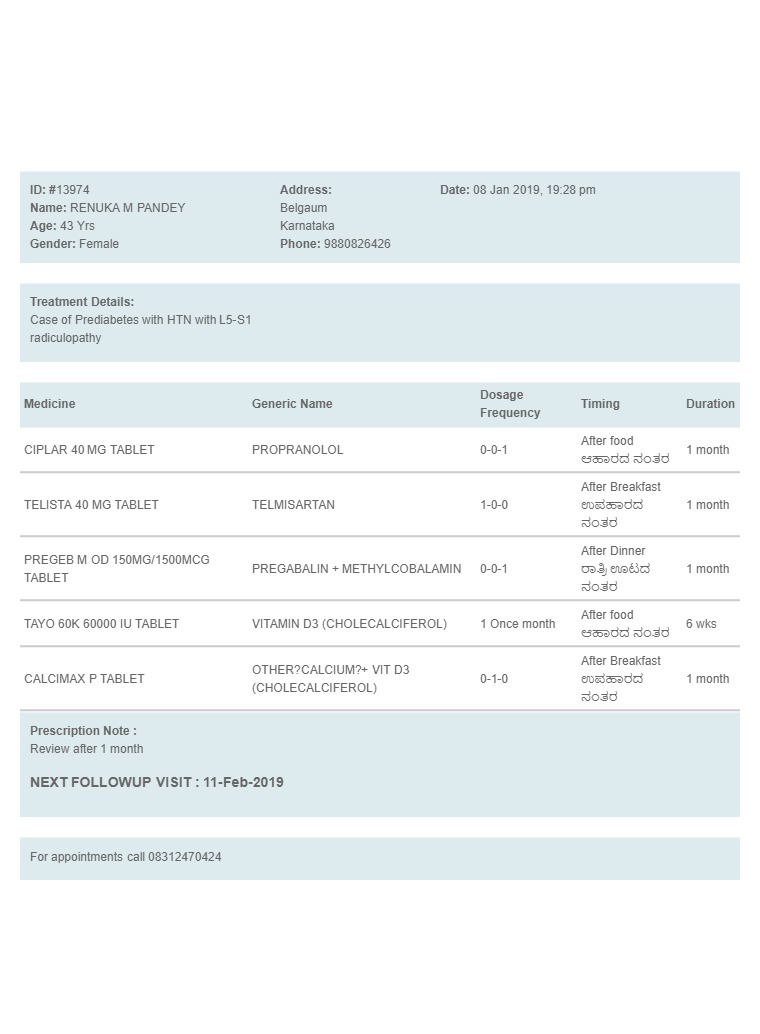 ID: #13974
Name: RENUKA M PANDEY
Age: 43 Yrs
Gender: Female
Address:
Belgaum
Karnataka
Phone: 9880826426
Date: 08 Jan 2019, 19:28 pm
Treatment Details:
Case of Prediabetes with HTN with L5-S1
radiculopathy
Medicine Generic Name Dosage Frequency Timing Duration
CIPLAR 40 MG TABLET PROPRANOLOL 0-0-1 After food 1 month
ಆಹಾರದ ನಂತರ
TELISTA 40 MG TABLET TELMISARTAN 1-0-0 After Breakfast 1 month
ಉಪಹಾರದ
ನಂತರ
PREGEB M OD 150MG/1500MCG
TABLET
PREGABALIN + METHYLCOBALAMIN 0-0-1 After Dinner 1 month
ರಾತ್ರಿ ಊಟದ
ನಂತರ
TAYO 60K 60000 IU TABLET VITAMIN D3 (CHOLECALCIFEROL) 1 Once month After food 6 wks
ಆಹಾರದ ನಂತರ
CALCIMAX P TABLET OTHER?CALCIUM?+ VIT D3
(CHOLECALCIFEROL)
0-1-0 After Breakfast 1 month
ಉಪಹಾರದ
ನಂತರ
Prescription Note :
Review after 1 month
NEXT FOLLOWUP VISIT : 11-Feb-2019
For appointments call 08312470424